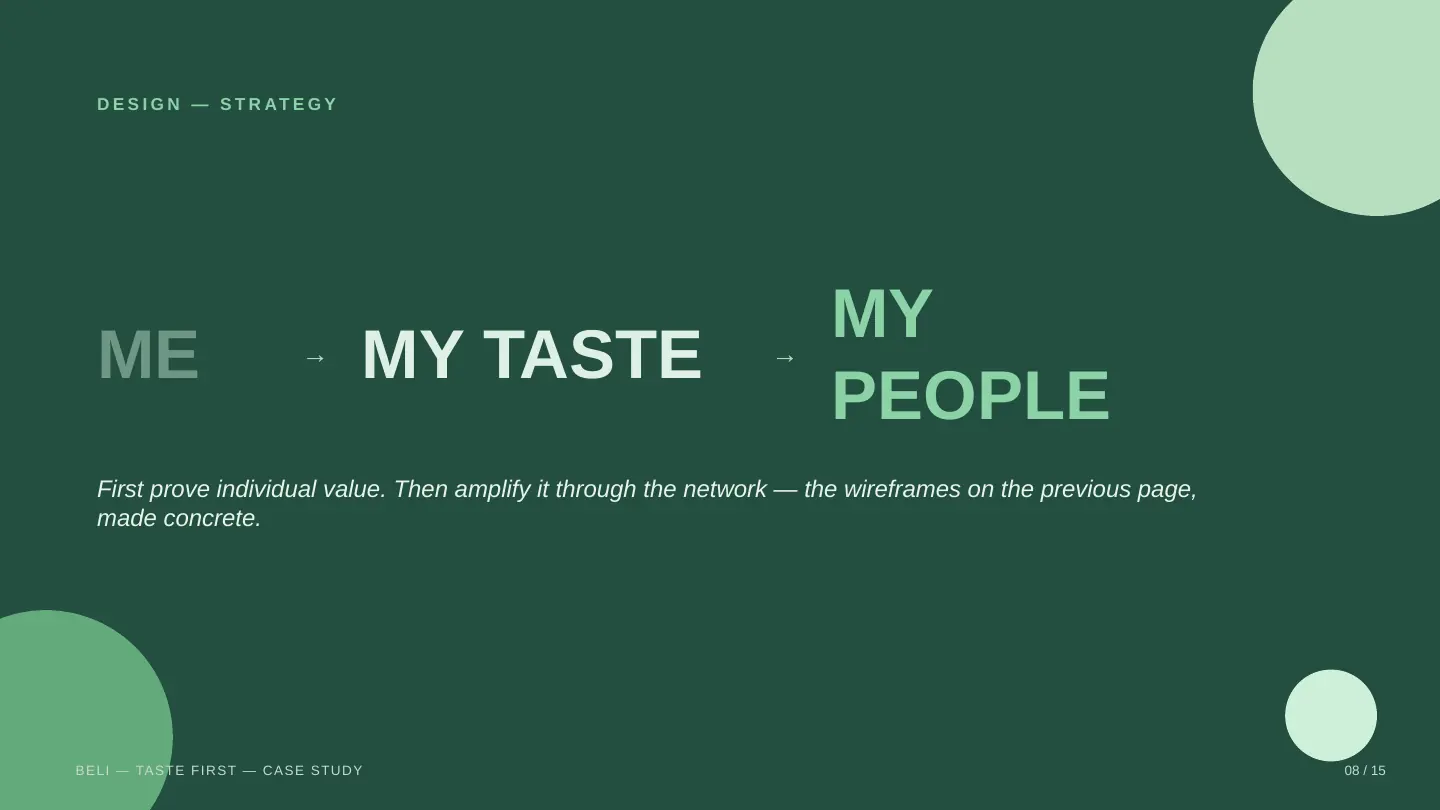 DESIGN — STRATEGY
ME → MY TASTE → MY
PEOPLE
First prove individual value. Then amplify it through the network — the wireframes on the previous page,
made concrete.
BELI — TASTE FIRST — CASE STUDY
08 / 15